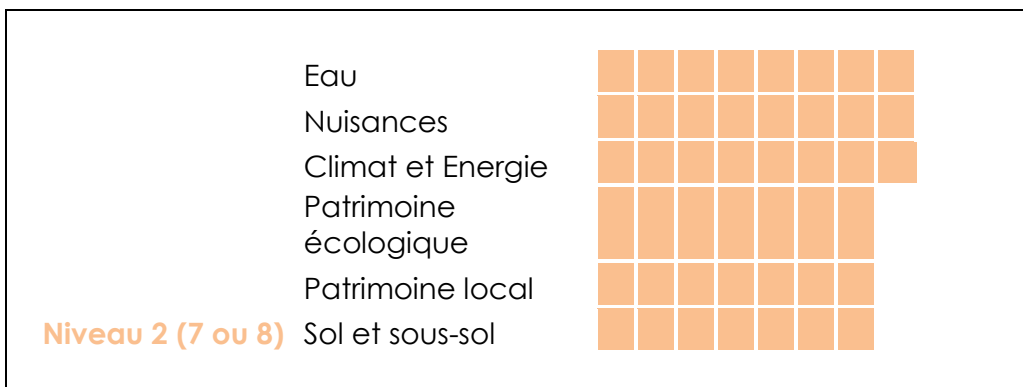 Eau
Nuisances
Climat et Energie
Patrimoine
écologique
Patrimoine local
Niveau 2 (7 ou 8) Sol et sous-sol